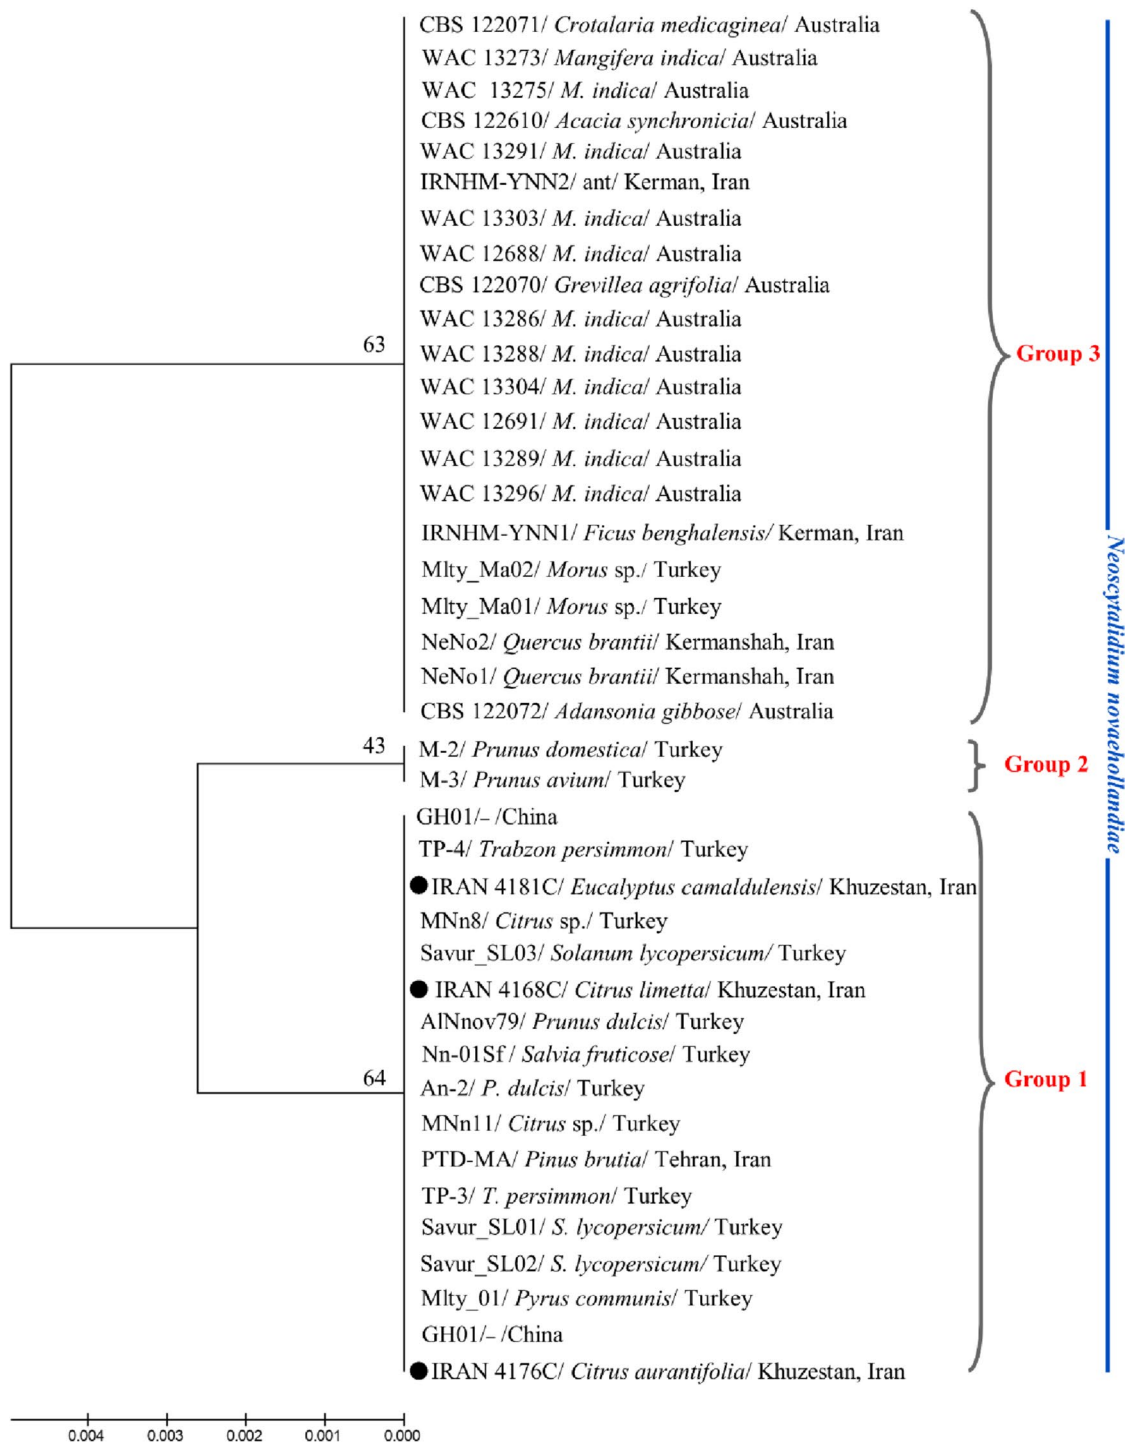 CBS 122071/ Crotalaria medicaginea/ Australia
WAC 13273/ Mangifera indica/ Australia
WAC 13275/ M. indica/ Australia
CBS 122610/ Acacia synchronicia/ Australia
WAC 13291/ M. indica/ Australia
IRNHM-YNN2/ ant/ Kerman, Iran
WAC 13303/ M. indica/ Australia
WAC 12688/ M. indica/ Australia
CBS 122070/ Grevillea agrifolia/ Australia
WAC 13286/ M. indica/ Australia
63
WAC 13288/ M. indica/ Australia
Group 3
WAC 13304/ M. indica/ Australia
WAC 12691/ M. indica/ Australia
WAC 13289/ M. indica/ Australia
WAC 13296/ M. indica/ Australia
IRNHM-YNN1/ Ficus benghalensis/ Kerman, Iran
Mlty_Ma02/ Morus sp./ Turkey
Mlty_Ma01/ Morus sp./ Turkey
NeNo2/ Quercus brantii/ Kermanshah, Iran
NeNo1/ Quercus brantii/ Kermanshah, Iran
CBS 122072/ Adansonia gibbose/ Australia
Neoscytalidium novaehollandiae
43
M-2/ Prunus domestica/ Turkey
Group 2
M-3/ Prunus avium/ Turkey
GH01/– /China
TP-4/ Trabzon persimmon/ Turkey
IRAN 4181C/ Eucalyptus camaldulensis/ Khuzestan, Iran
MNn8/ Citrus sp./ Turkey
Savur_SL03/ Solanum lycopersicum/ Turkey
IRAN 4168C/ Citrus limetta/ Khuzestan, Iran
AlNnov79/ Prunus dulcis/ Turkey
Nn-01Sf / Salvia fruticose/ Turkey
64
An-2/ P. dulcis/ Turkey
Group 1
MNn11/ Citrus sp./ Turkey
PTD-MA/ Pinus brutia/ Tehran, Iran
TP-3/ T. persimmon/ Turkey
Savur_SL01/ S. lycopersicum/ Turkey
Savur_SL02/ S. lycopersicum/ Turkey
Mlty_01/ Pyrus communis/ Turkey
GH01/– /China
IRAN 4176C/ Citrus aurantifolia/ Khuzestan, Iran
0.004 0.003 0.002 0.001 0.000